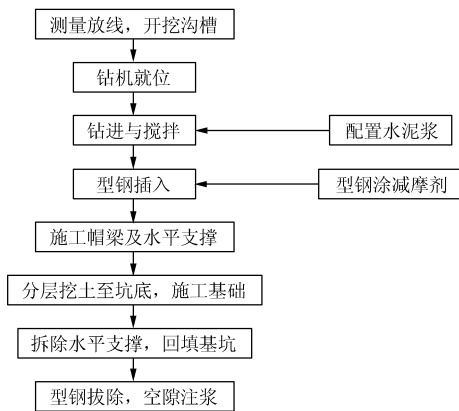 测量放线，开挖沟槽
钻机就位
钻进与搅拌
配置水泥浆
型钢插入
型钢涂减摩剂
施工帽梁及水平支撑
分层挖土至坑底，施工基础
拆除水平支撑，回填基坑
型钢拔除，空隙注浆